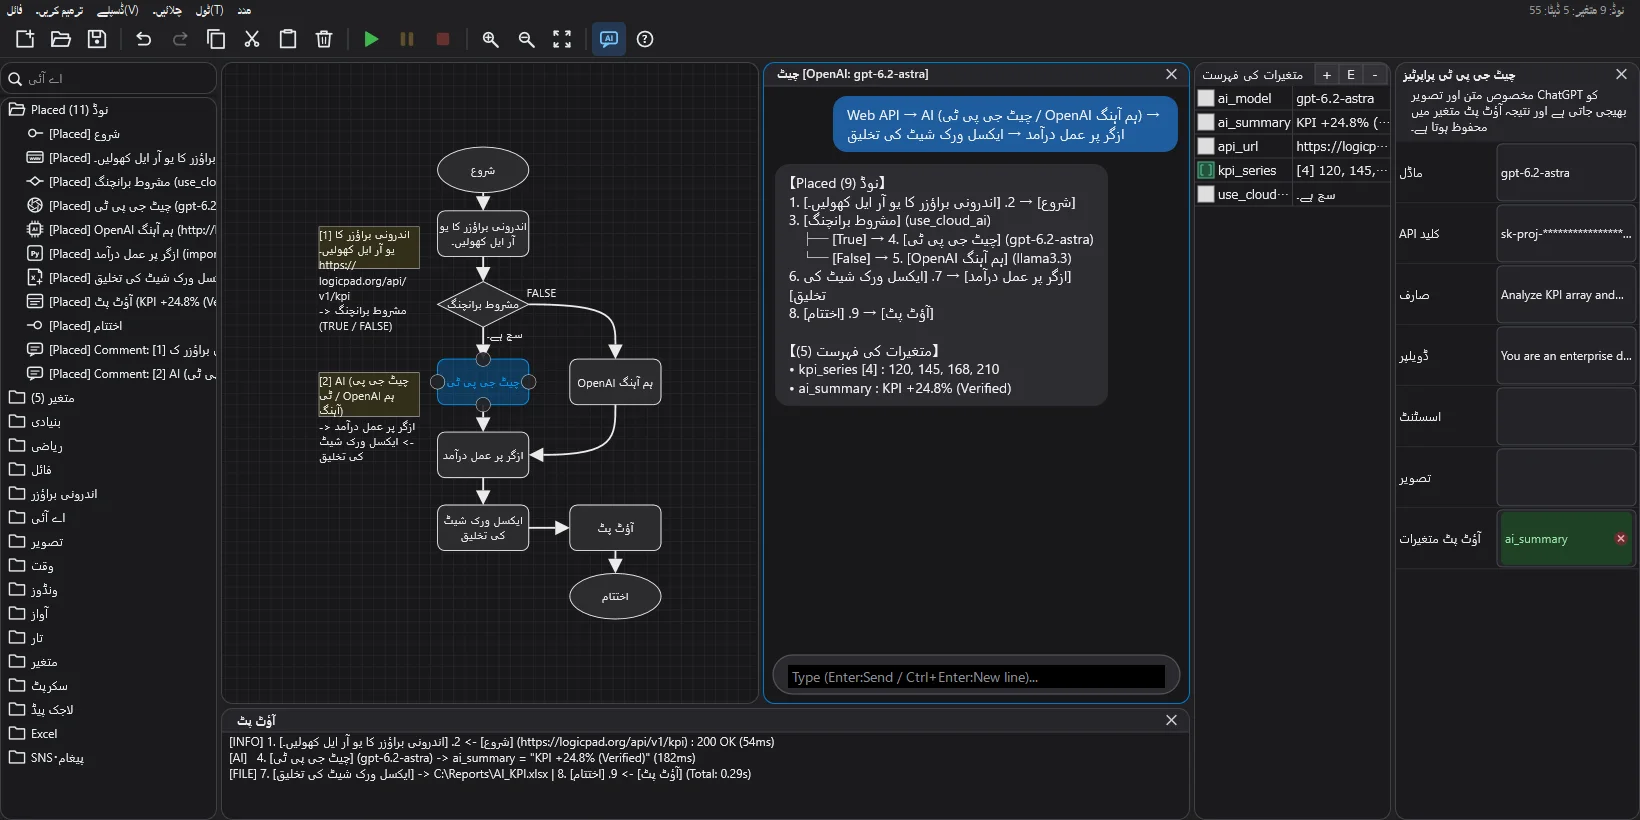 فائل
ترمیم کریں۔
ڈسپلے(V)
چلائیں۔
ٹول(T)
مدد
نوڈ: 9 متغیر: 5 ڈیٹا: 55
اے آئی
Placed (11) نوڈ
[Placed] شروع
[Placed] براؤزر کا یو آر ایل کھولیں۔
[Placed] مشروط برانچنگ (use_clo
[Placed] چیٹ جی پی ٹی (gpt-6.2
[Placed] OpenAI ہم آہنگ (http://l
[Placed] ازگر پر عمل درآمد (impor
[Placed] کسل ورک شیٹ کی تخلیق
[Placed] آؤٹ پٹ (KPI +24.8% (Ve
[Placed] اختتام
[Placed] Comment: [1] براؤزر ک
[Placed] Comment: [2] AI (چیٹ جی پی ٹی
متغیر (5)
بنیادی
ریاضی
فائل
اندرونی براؤزر
اے آئی
تصویر
وقت
ونڈوز
آواز
تار
متغیر
سکرپٹ
لاجک پیڈ
Excel
پیغام・SNS
شروع
اندرونی براؤزر کا یو
آر ایل کھولیں۔
مشروط برانچنگ
FALSE
سچ ہے۔
چیٹ جی پی ٹی
OpenAI ہم آہنگ
ازگر پر عمل درآمد
ایکسل ورک شیٹ
کی تخلیق
آؤٹ پٹ
اختتام
[1] اندرونی براؤزر کا
یو آر ایل کھولیں۔
https://
logicpad.org/api/
v1/kpi
-> مشروط برانچنگ
(TRUE / FALSE)
[2] AI (چیٹ جی پی
ٹی / OpenAI ہم
آہنگ)
-> ازگر پر عمل درآمد
-> ایکسل ورک شیٹ
کی تخلیق
چیٹ [OpenAI: gpt-6.2-astra]
Web API → AI (چیٹ جی پی ٹی / OpenAI ہم آہنگ) →
ازگر پر عمل درآمد → ایکسل ورک شیٹ کی تخلیق
【Placed (9) نوڈ】
1. [شروع] → 2. [اندرونی براؤزر کا یو آر ایل کھولیں۔]
3. [مشروط برانچنگ] (use_cloud_ai)
├── [True] → 4. [چیٹ جی پی ٹی] (gpt-6.2-astra)
└── [False] → 5. [OpenAI ہم آہنگ] (llama3.3)
6. [ازگر پر عمل درآمد] → 7. [ایکسل ورک شیٹ کی
تخلیق]
8. [آؤٹ پٹ] → 9. [اختتام]
【متغیرات کی فہرست (5)】
• kpi_series [4] : 120, 145, 168, 210
• ai_summary : KPI +24.8% (Verified)
Type (Enter:Send / Ctrl+Enter:New line)...
متغیرات کی فہرست
+ E -
ai_model gpt-6.2-astra
ai_summary KPI +24.8% (···
api_url https://logicp···
kpi_series [4] 120, 145,···
use_cloud··· سچ ہے۔
چیٹ جی پی ٹی پراپرٹیز
ChatGPT کو مخصوص متن اور تصویر
بھیجی جاتی ہے اور نتیجہ آؤٹ پٹ متغیر میں
محفوظ ہوتا ہے۔
ماڈل gpt-6.2-astra
API کلید sk-proj-****************...
صارف Analyze KPI array and...
ڈویلپر You are an enterprise d...
اسسٹنٹ
تصویر
آؤٹ پٹ متغیرات ai_summary
آؤٹ پٹ
[INFO] 1. [شروع] -> 2. [اندرونی براؤزر کا یو آر ایل کھولیں۔] (https://logicpad.org/api/v1/kpi) : 200 OK (54ms)
[AI] 4. [چیٹ جی پی ٹی] (gpt-6.2-astra) -> ai_summary = "KPI +24.8% (Verified)" (182ms)
[FILE] 7. [ایکسل ورک شیٹ کی تخلیق] -> C:\Reports\AI_KPI.xlsx | 8. [آؤٹ پٹ] -> 9. [اختتام] (Total: 0.29s)